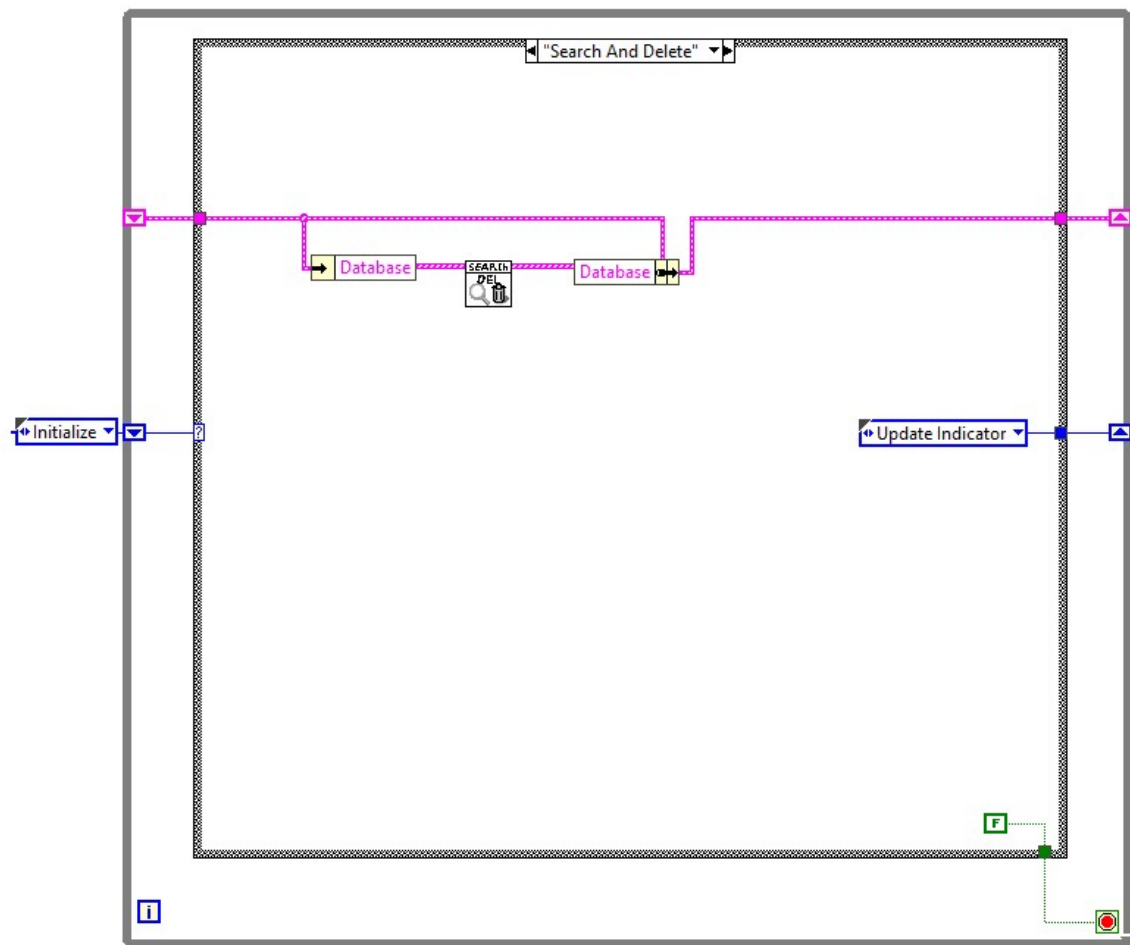 "Search And Delete"
Database
SEARCH
DEL
Database
Initialize
?
Update Indicator
F
i